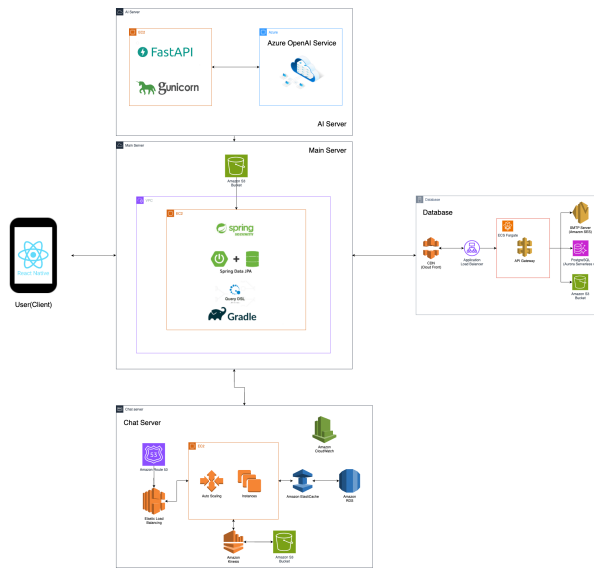 AI Server
EC2
Azure
FastAPI
Azure OpenAI Service
gunicorn
AI Server
Main Server
Main Server
Amazon S3
Bucket
VPC
EC2
spring
Spring Data JPA
+
Query DSL
Gradle
React Native
User(Client)
Database
Database
ECS Fargate
CDN
(Cloud Front)
Application
Load Balancer
API Gateway
SMTP Server
(Amazon SES)
PostgreSQL
(Aurora Serverless
Amazon S3
Bucket
Chat server
Chat Server
Amazon
CloudWatch
53
Amazon Route 53
EC2
Elastic Load
Balancing
Auto Scaling
Instances
Amazon ElastiCache
Amazon
RDS
Amazon
Kinesis
Amazon S3
Bucket